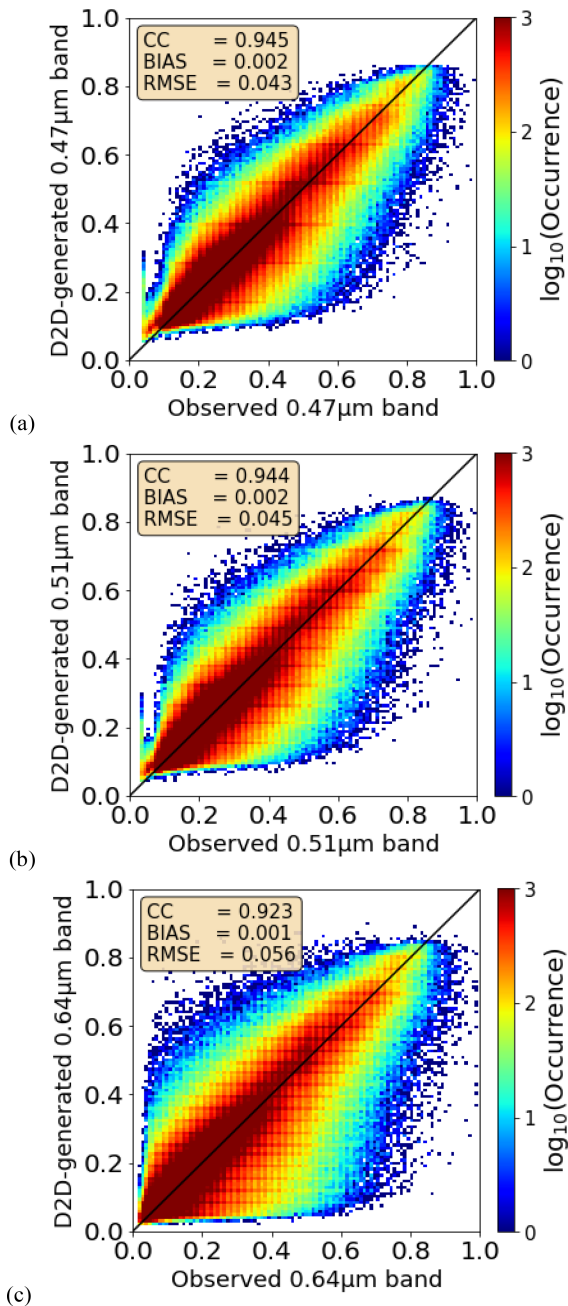 CC = 0.945
BIAS = 0.002
RMSE = 0.043
D2D-generated 0.47μm band
1.0
0.8
0.6
0.4
0.2
0.0
0.0 0.2 0.4 0.6 0.8 1.0
Observed 0.47μm band
3
2
1
0
log10(Occurrence)
(a)
CC = 0.944
BIAS = 0.002
RMSE = 0.045
D2D-generated 0.51μm band
1.0
0.8
0.6
0.4
0.2
0.0
0.0 0.2 0.4 0.6 0.8 1.0
Observed 0.51μm band
3
2
1
0
log10(Occurrence)
(b)
CC = 0.923
BIAS = 0.001
RMSE = 0.056
D2D-generated 0.64μm band
1.0
0.8
0.6
0.4
0.2
0.0
0.0 0.2 0.4 0.6 0.8 1.0
Observed 0.64μm band
3
2
1
0
log10(Occurrence)
(c)